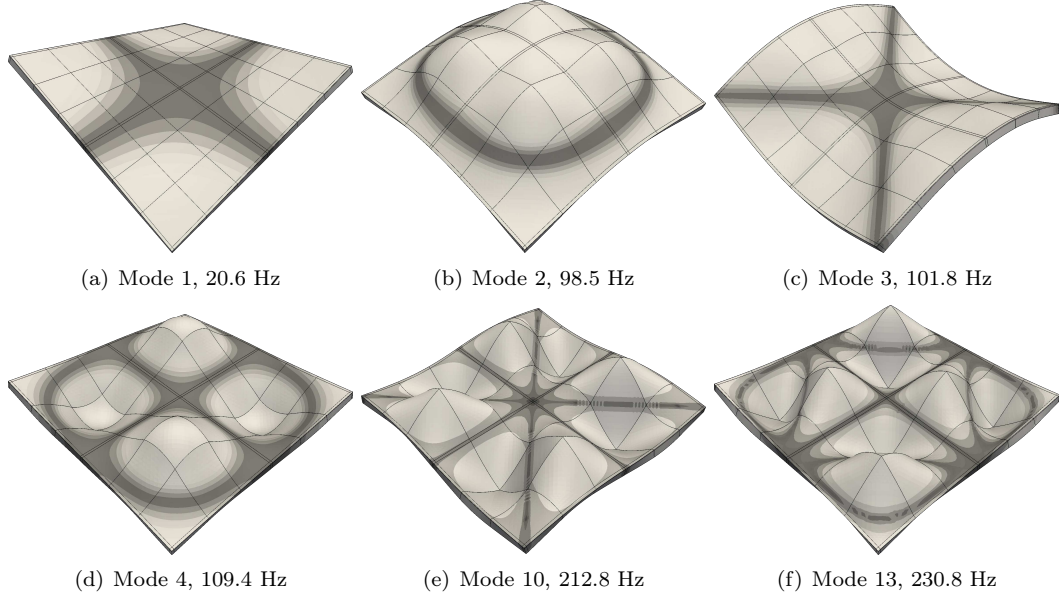 (a) Mode 1, 20.6 Hz
(b) Mode 2, 98.5 Hz
(c) Mode 3, 101.8 Hz
(d) Mode 4, 109.4 Hz
(e) Mode 10, 212.8 Hz
(f) Mode 13, 230.8 Hz